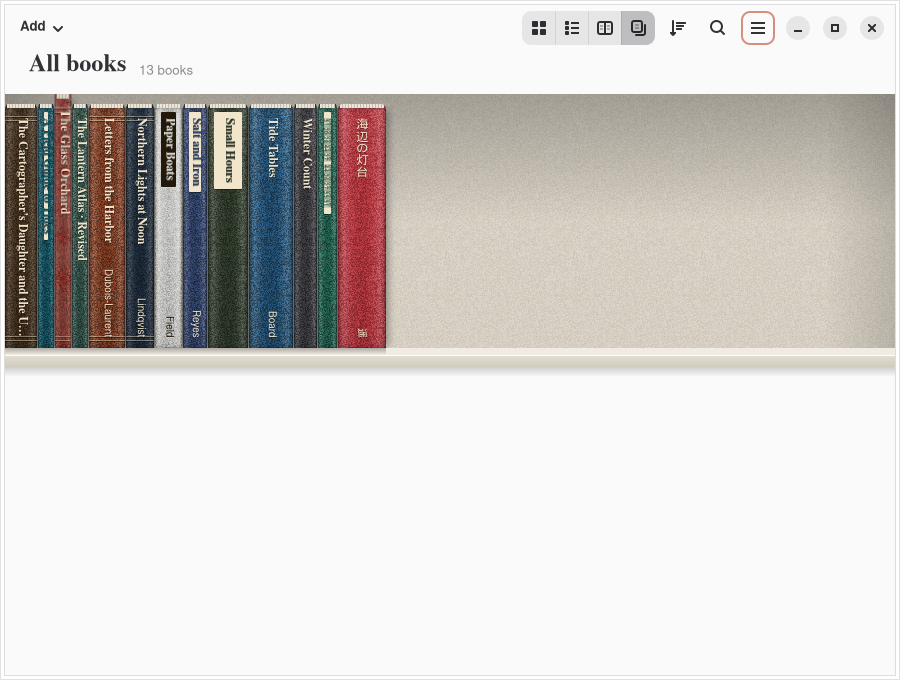 Add
All books
13 books
The Cartographer's Daughter and the U…
The Glass Orchard
The Lantern Atlas · Revised
Letters from the Harbor
Dubois-Laurent
Northern Lights at Noon
Lindqvist
Paper Boats
Field
Salt and Iron
Reyes
Small Hours
Tide Tables
Board
Winter Count
海辺の灯台